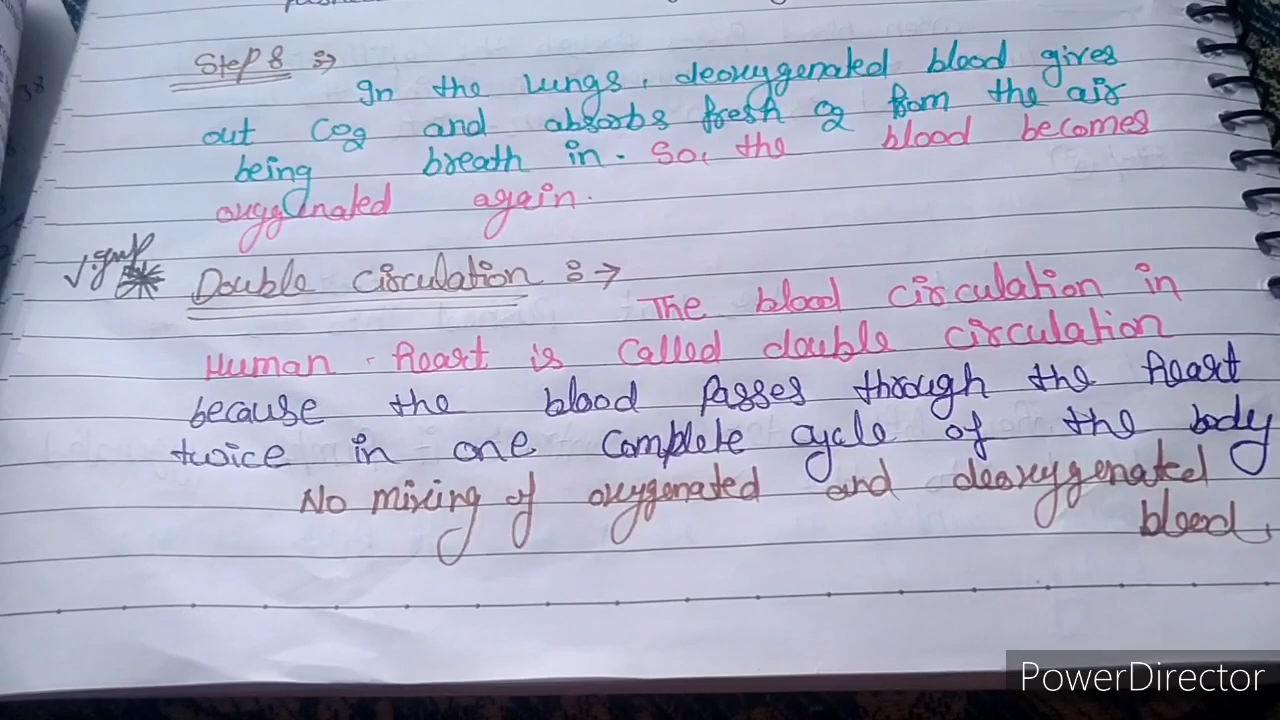 Step 8 :→
In the lungs, deoxygenated blood gives
out CO2 and absorbs fresh O2 from the air
being breath in. So, the blood becomes
oxygenated again.
Double Circulation :→
The blood circulation in
Human Heart is called double circulation
because the blood passes through the heart
twice in one complete cycle of the body
No mixing of oxygenated and deoxygenated
blood,
PowerDirector